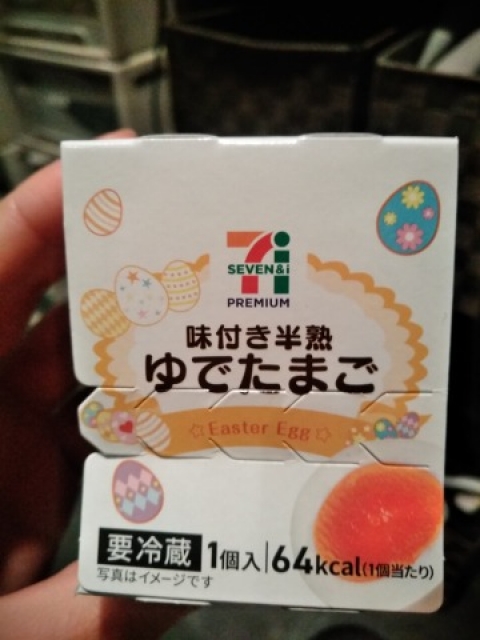 SEVEN&i
PREMIUM
味付き半熟
ゆでたまご
☆Easter Egg☆
要冷蔵 1個入 64kcal(1個当たり)
写真はイメージです